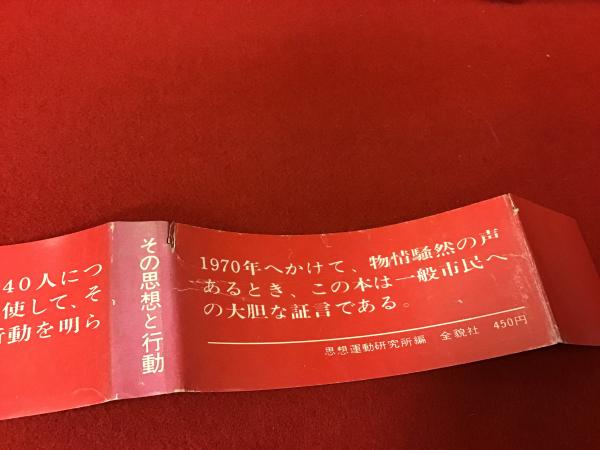 40人につ
使して、そ
行動を明ら
その思想と行動
1970年へかけて、物情騒然の声
あるとき、この本は一般市民へ
の大胆な証言である。
思想運動研究所編 全貌社 450円